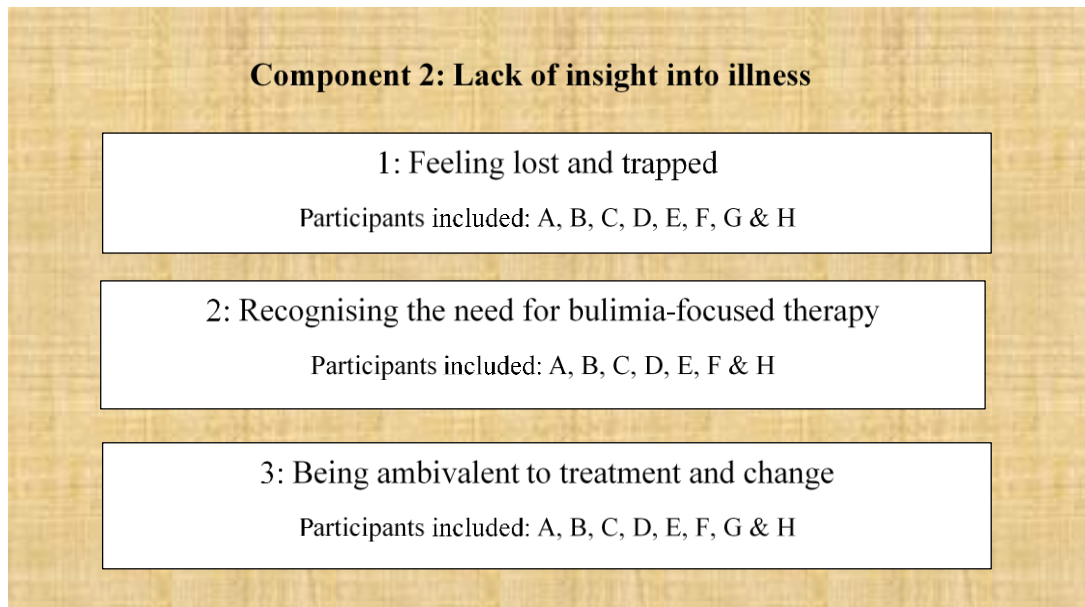 Component 2: Lack of insight into illness
1: Feeling lost and trapped
Participants included: A, B, C, D, E, F, G & H
2: Recognising the need for bulimia-focused therapy
Participants included: A, B, C, D, E, F & H
3: Being ambivalent to treatment and change
Participants included: A, B, C, D, E, F, G & H